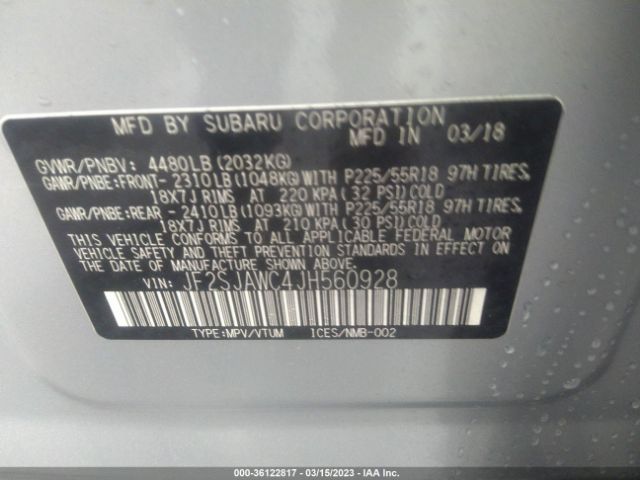 MFD BY SUBARU CORPORATION
MFD IN 03/18
GVWR/PNBV: 4480LB (2032KG)
GAWR/PNBE:FRONT- 2310LB(1048KG)WITH P225/55R18 97H TIRES,
18X7J RIMS AT 220 KPA( 32 PSI)COLD
GAWR/PNBE:REAR - 2410LB(1093KG)WITH P225/55R18 97H TIRES,
18X7J RIMS AT 210 KPA( 30 PSI)COLD.
THIS VEHICLE CONFORMS TO ALL APPLICABLE FEDERAL MOTOR
VEHICLE SAFETY AND THEFT PREVENTION STANDARDS IN EFFECT
ON THE DATE OF MANUFACTURE SHOWN ABOVE.
VIN: JF2SJAWC4JH560928
TYPE:MPV/VTUM ICES/NMB-002
000-36122817 - 03/15/2023 - IAA Inc.